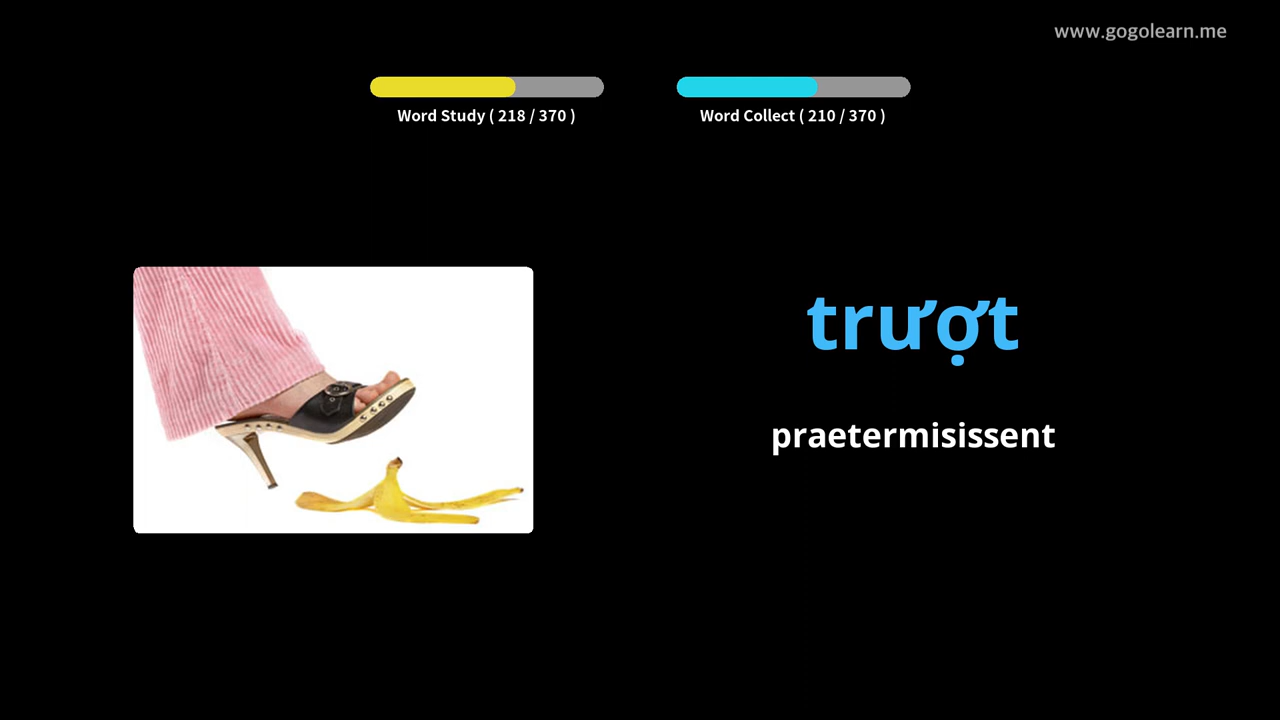 www.gogolearn.me
Word Study ( 218 / 370 )
Word Collect ( 210 / 370 )
trượt
praetermisissent